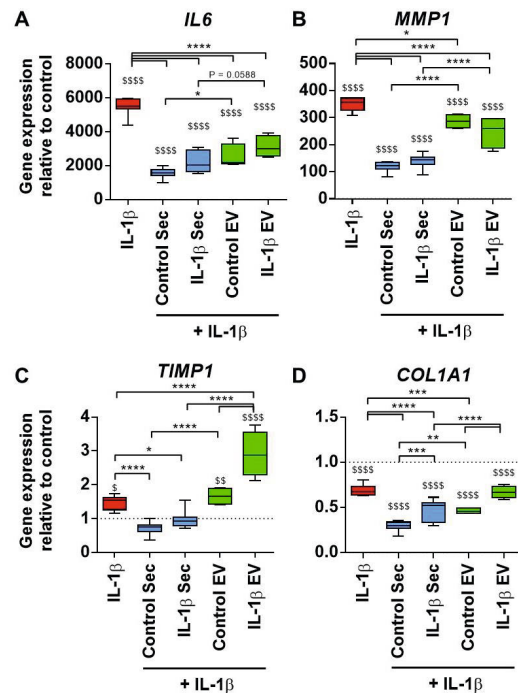 A
IL6
Gene expression
relative to control
8000
6000
4000
2000
0
****
P = 0.0588
*
$$$$
$$$$
$$$$
$$$$
$$$$
IL-1β
Control Sec
IL-1β Sec
Control EV
IL-1β EV
+ IL-1β
B
MMP1
400
300
200
100
0
*
****
****
****
$$$$
$$$$
$$$$
$$$$
$$$$
IL-1β
Control Sec
IL-1β Sec
Control EV
IL-1β EV
+ IL-1β
C
TIMP1
Gene expression
relative to control
4
3
2
1
0
****
****
****
*
****
$
$$
$$$$
IL-1β
Control Sec
IL-1β Sec
Control EV
IL-1β EV
+ IL-1β
D
COL1A1
1.5
1.0
0.5
0.0
***
****
****
**
***
$$$$
$$$$
$$$$
$$$$
$$$$
IL-1β
Control Sec
IL-1β Sec
Control EV
IL-1β EV
+ IL-1β